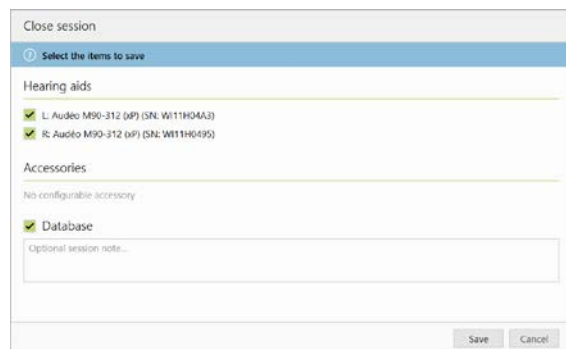 Close session
Select the items to save
Hearing aids
L: Audéo M90-312 (xP) (SN: WI11H04A3)
R: Audéo M90-312 (xP) (SN: WI11H0495)
Accessories
No configurable accessory
Database
Optional session note...
Save Cancel